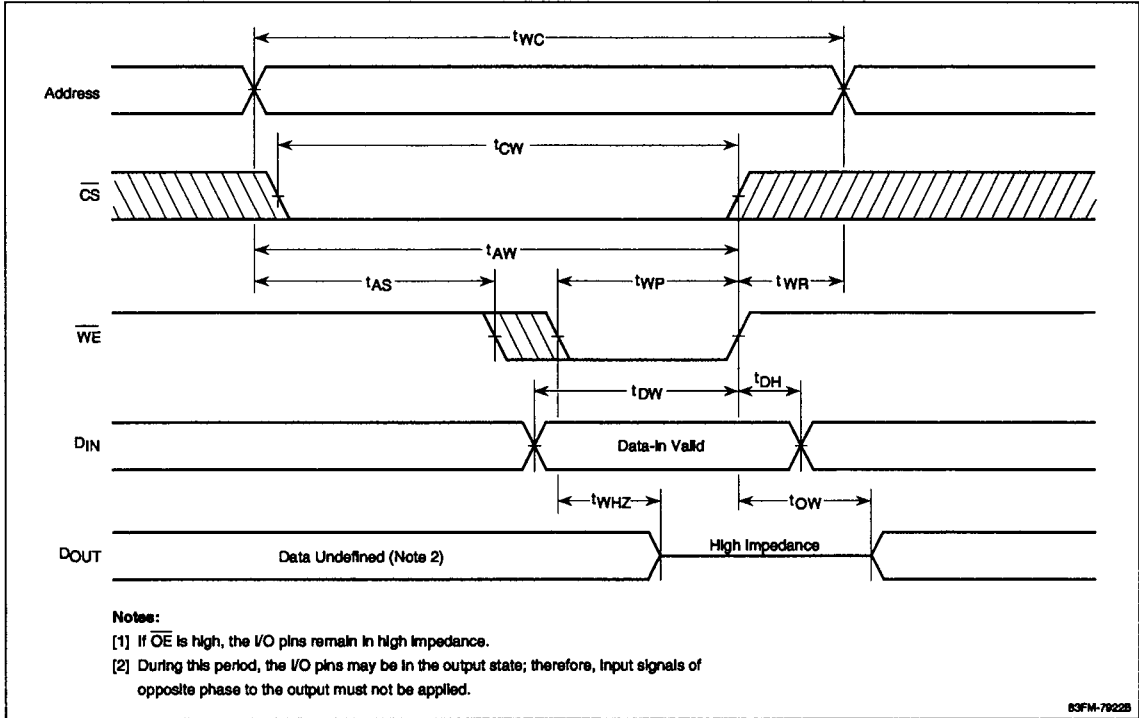 tWC
Address
tCW
CS
tAW
tAS
tWP
tWR
WE
tDW
tDH
DIN
Data-In Valid
tWHZ
tOW
DOUT
Data Undefined (Note 2)
High Impedance
Notes:
[1] If OE is high, the I/O pins remain in high impedance.
[2] During this period, the I/O pins may be in the output state; therefore, input signals of
opposite phase to the output must not be applied.
83FM-7922B